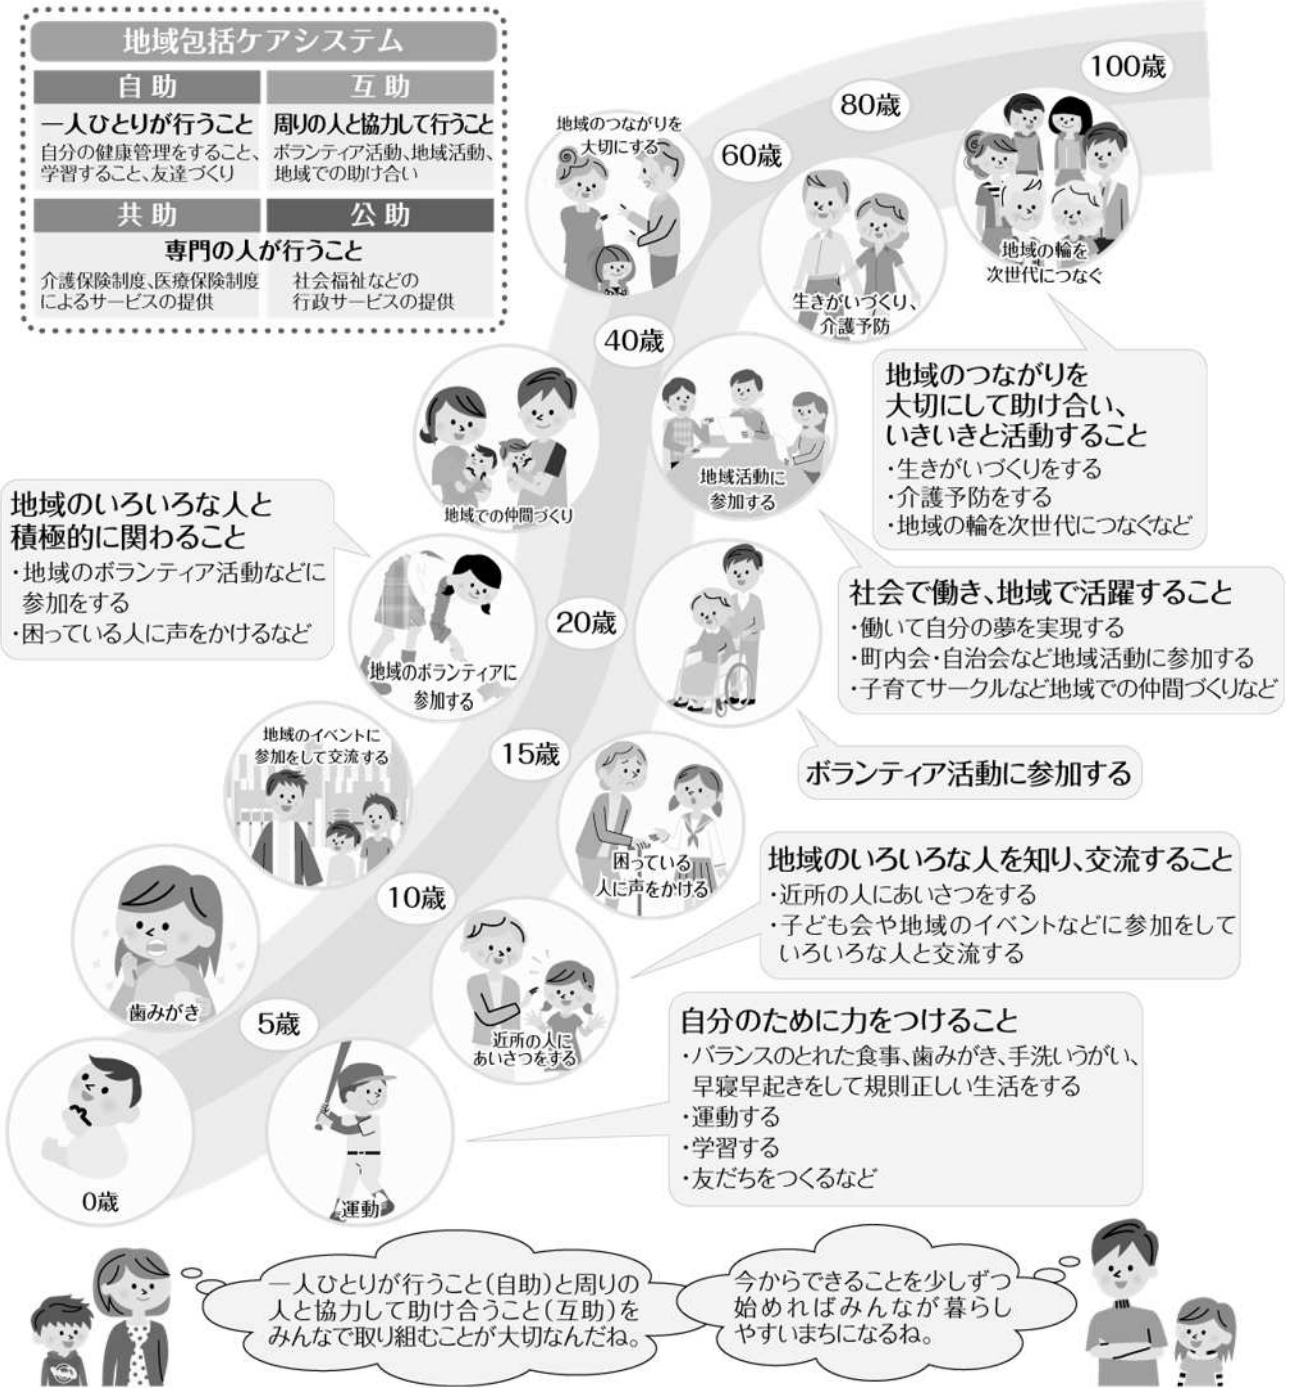 地域包括ケアシステム
自助
一人ひとりが行うこと
自分の健康管理をすること、
学習すること、友達づくり
互助
周りの人と協力して行うこと
ボランティア活動、地域活動、
地域での助け合い
共助
公助
専門の人が行うこと
介護保険制度、医療保険制度
によるサービスの提供
社会福祉などの
行政サービスの提供
100歳
80歳
60歳
地域のつながりを
大切にする
生きがいづくり、
介護予防
地域の輪を
次世代につなぐ
地域のつながりを
大切にして助け合い、
いきいきと活動すること
・生きがいづくりをする
・介護予防をする
・地域の輪を次世代につなぐなど
40歳
地域での仲間づくり
地域活動に
参加する
社会で働き、地域で活躍すること
・働いて自分の夢を実現する
・町内会・自治会など地域活動に参加する
・子育てサークルなど地域での仲間づくりなど
地域のいろいろな人と
積極的に関わること
・地域のボランティア活動などに
参加をする
・困っている人に声をかけるなど
地域のボランティアに
参加する
20歳
ボランティア活動に参加する
地域のイベントに
参加をして交流する
15歳
困っている
人に声をかける
地域のいろいろな人を知り、交流すること
・近所の人にあいさつをする
・子ども会や地域のイベントなどに参加をして
いろいろな人と交流する
10歳
近所の人に
あいさつをする
歯みがき
5歳
運動
0歳
自分のために力をつけること
・バランスのとれた食事、歯みがき、手洗いうがい、
早寝早起きをして規則正しい生活をする
・運動する
・学習する
・友だちをつくるなど
一人ひとりが行うこと(自助)と周りの
人と協力して助け合うこと(互助)を
みんなで取り組むことが大切なんだね。
今からできることを少しずつ
始めればみんなが暮らし
やすいまちになるね。